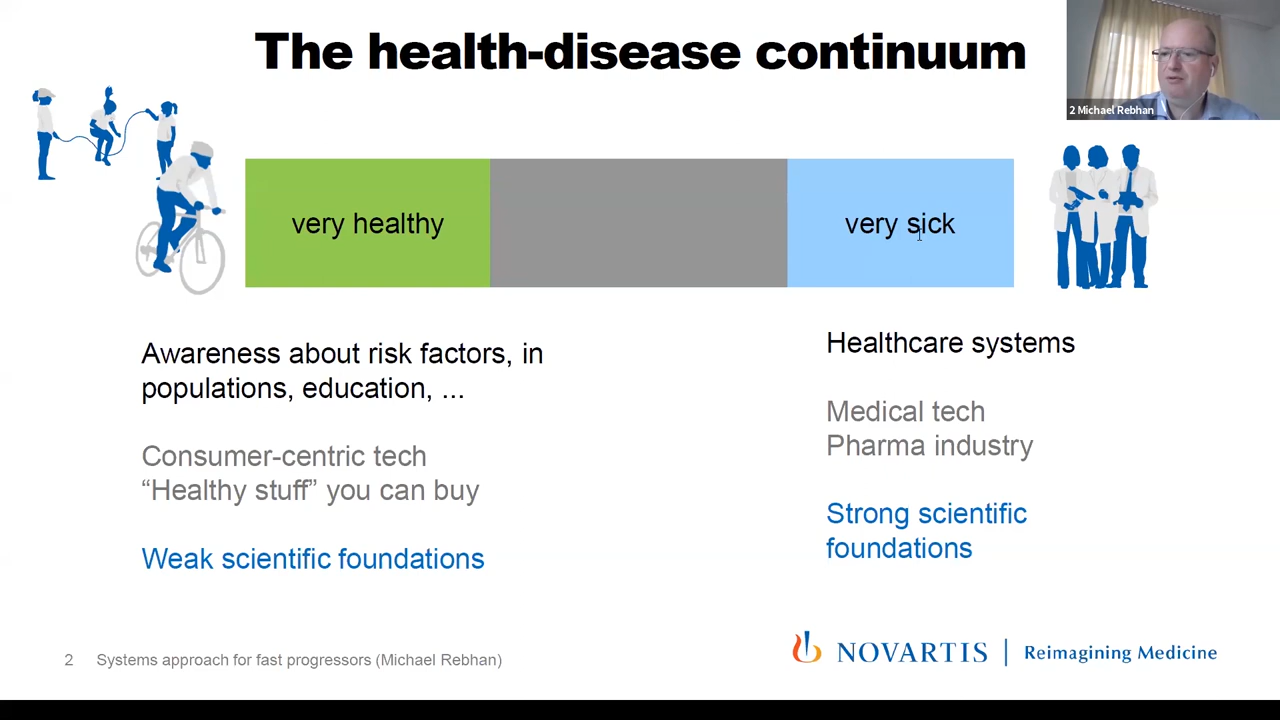 The health-disease continuum
2 Michael Rebhan
very healthy
very sick
Awareness about risk factors, in
populations, education, ...
Consumer-centric tech
“Healthy stuff” you can buy
Weak scientific foundations
Healthcare systems
Medical tech
Pharma industry
Strong scientific
foundations
2 Systems approach for fast progressors (Michael Rebhan)
NOVARTIS | Reimagining Medicine